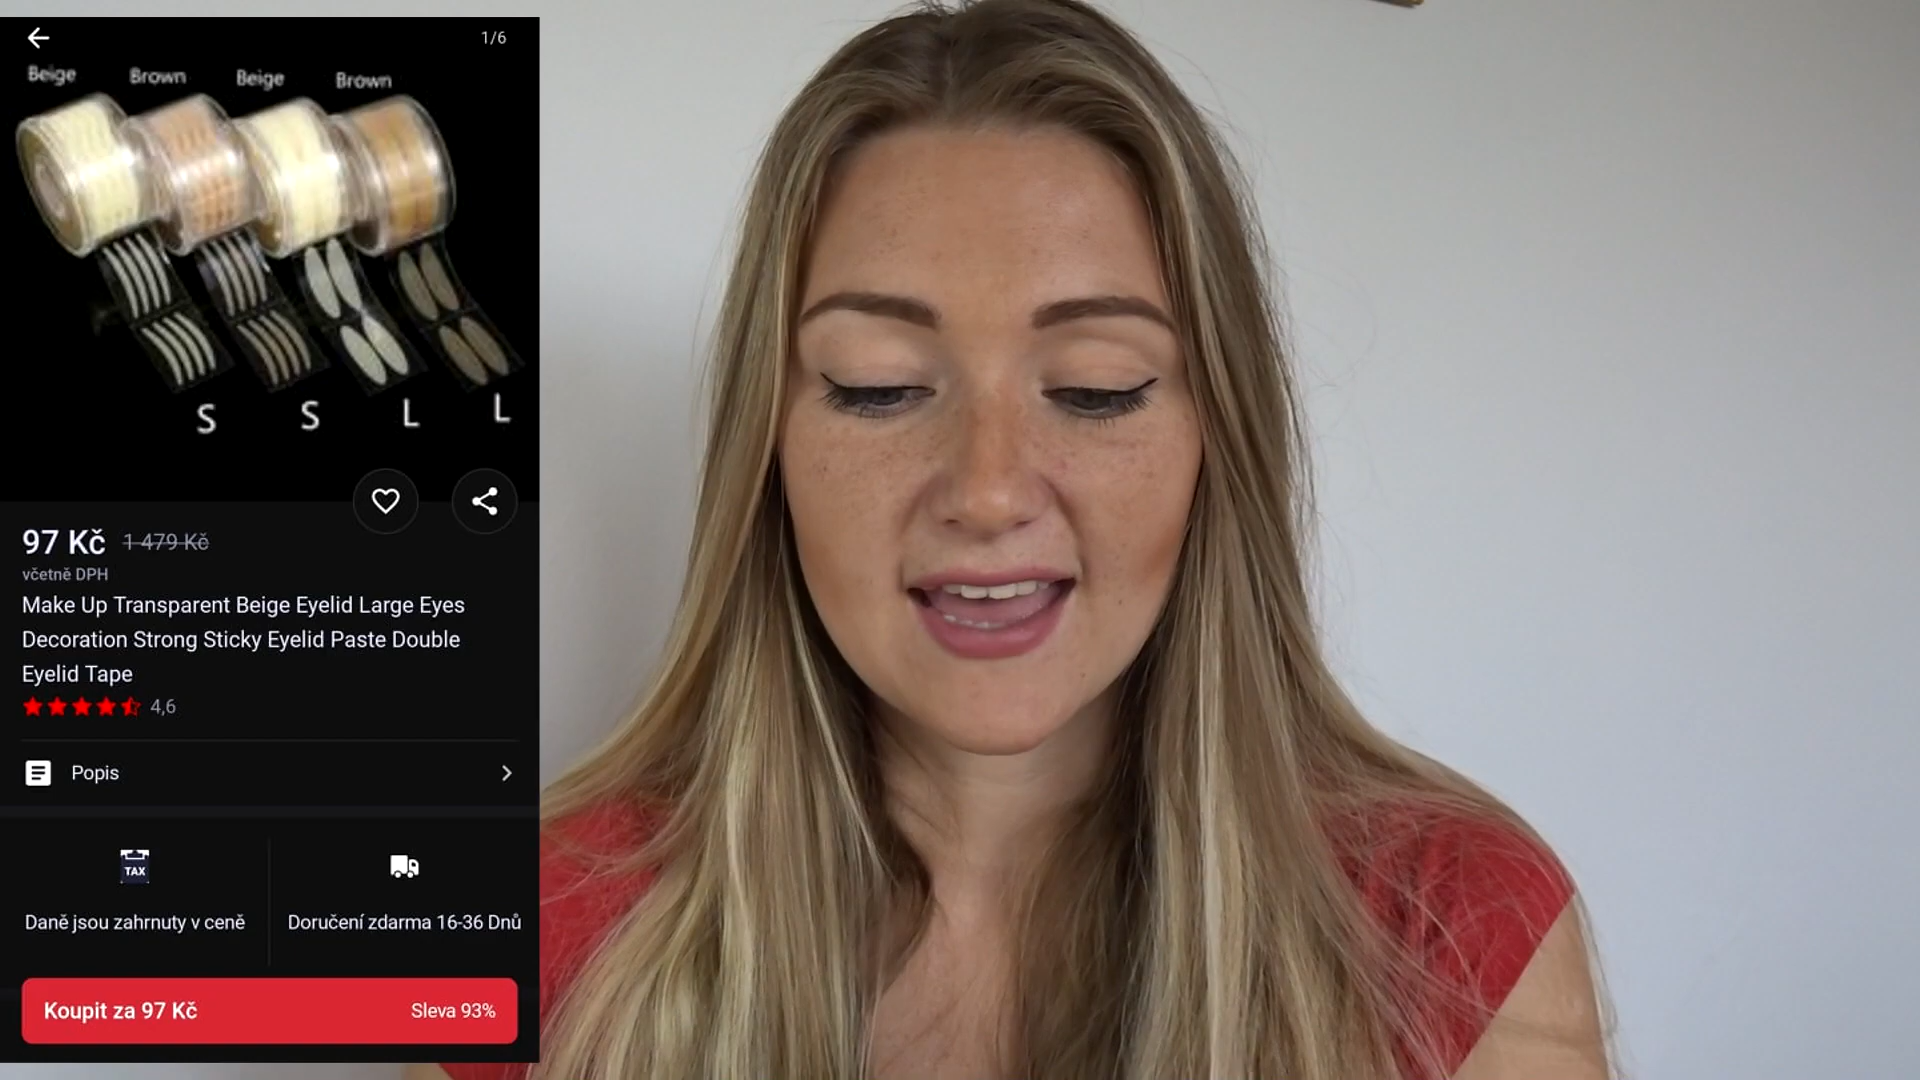 1/6
Beige Brown Beige Brown
S S L L
97 Kč 1 479 Kč
včetně DPH
Make Up Transparent Beige Eyelid Large Eyes
Decoration Strong Sticky Eyelid Paste Double
Eyelid Tape
4,6
Popis
TAX
Daně jsou zahrnuty v ceně
Doručení zdarma 16-36 Dnů
Koupit za 97 Kč Sleva 93%